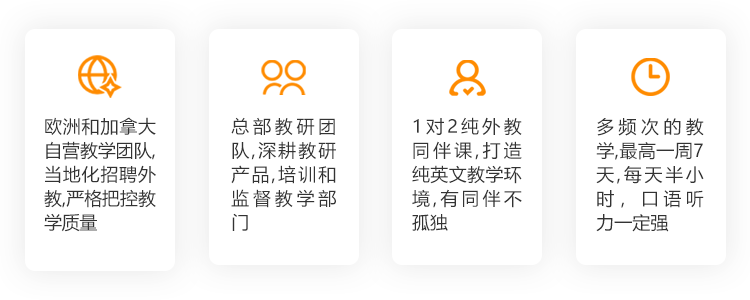 欧洲和加拿大
自营教学团队,
当地化招聘外
教,严格把控教
学质量
总部教研团
队,深耕教研
产品,培训和
监督教学部
门
1对2纯外教
同伴课,打造
纯英文教学环
境,有同伴不
孤独
多频次的教
学,最高一周7
天,每天半小
时,口语听
力一定强